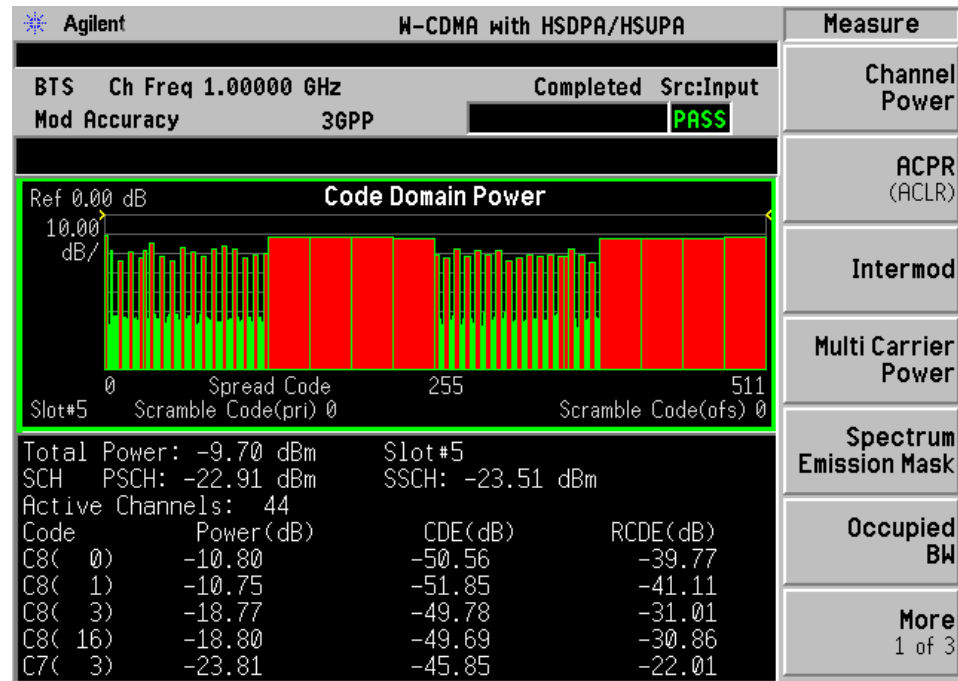 Agilent W-CDMA with HSDPA/HSUPA Measure
BTS Ch Freq 1.00000 GHz Completed Src:Input
Mod Accuracy 3GPP PASS
Channel
Power
ACPR
(ACLR)
Intermod
Multi Carrier
Power
Spectrum
Emission Mask
Occupied
BW
More
1 of 3
Ref 0.00 dB Code Domain Power
10.00
dB/
0 Spread Code 255 511
Slot#5 Scramble Code(pri) 0 Scramble Code(ofs) 0
Total Power: -9.70 dBm Slot#5
SCH PSCH: -22.91 dBm SSCH: -23.51 dBm
Active Channels: 44
Code Power(dB) CDE(dB) RCDE(dB)
C8( 0) -10.80 -50.56 -39.77
C8( 1) -10.75 -51.85 -41.11
C8( 3) -18.77 -49.78 -31.01
C8( 16) -18.80 -49.69 -30.86
C7( 3) -23.81 -45.85 -22.01